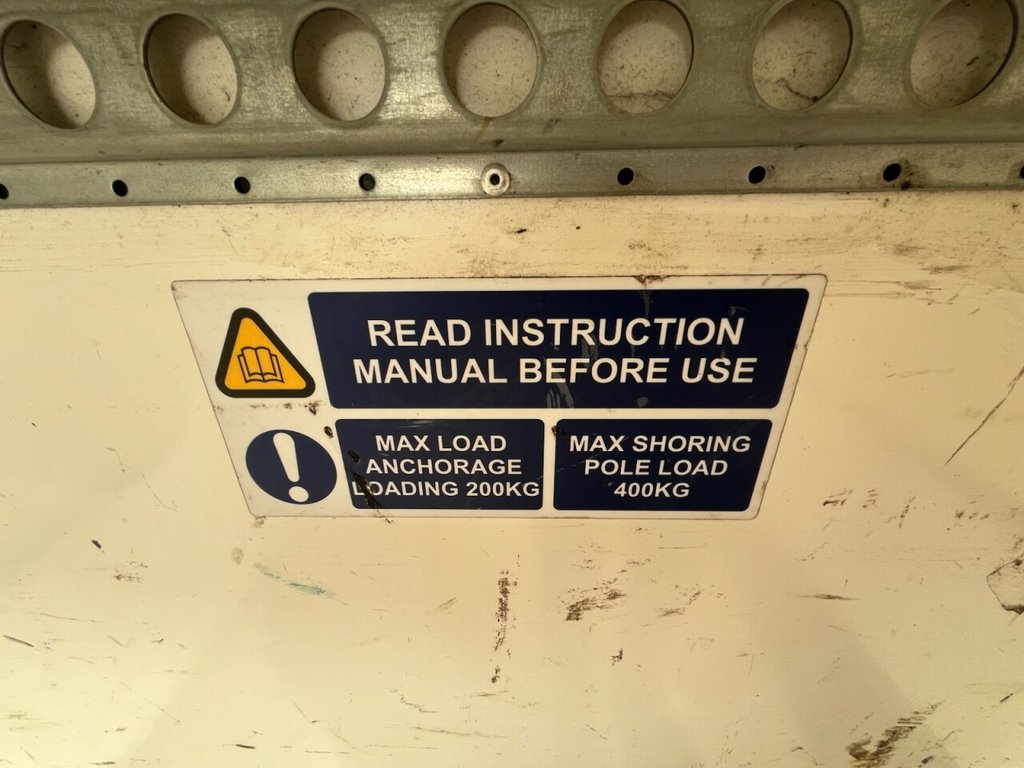 READ INSTRUCTION
MANUAL BEFORE USE
MAX LOAD
ANCHORAGE
LOADING 200KG
MAX SHORING
POLE LOAD
400KG